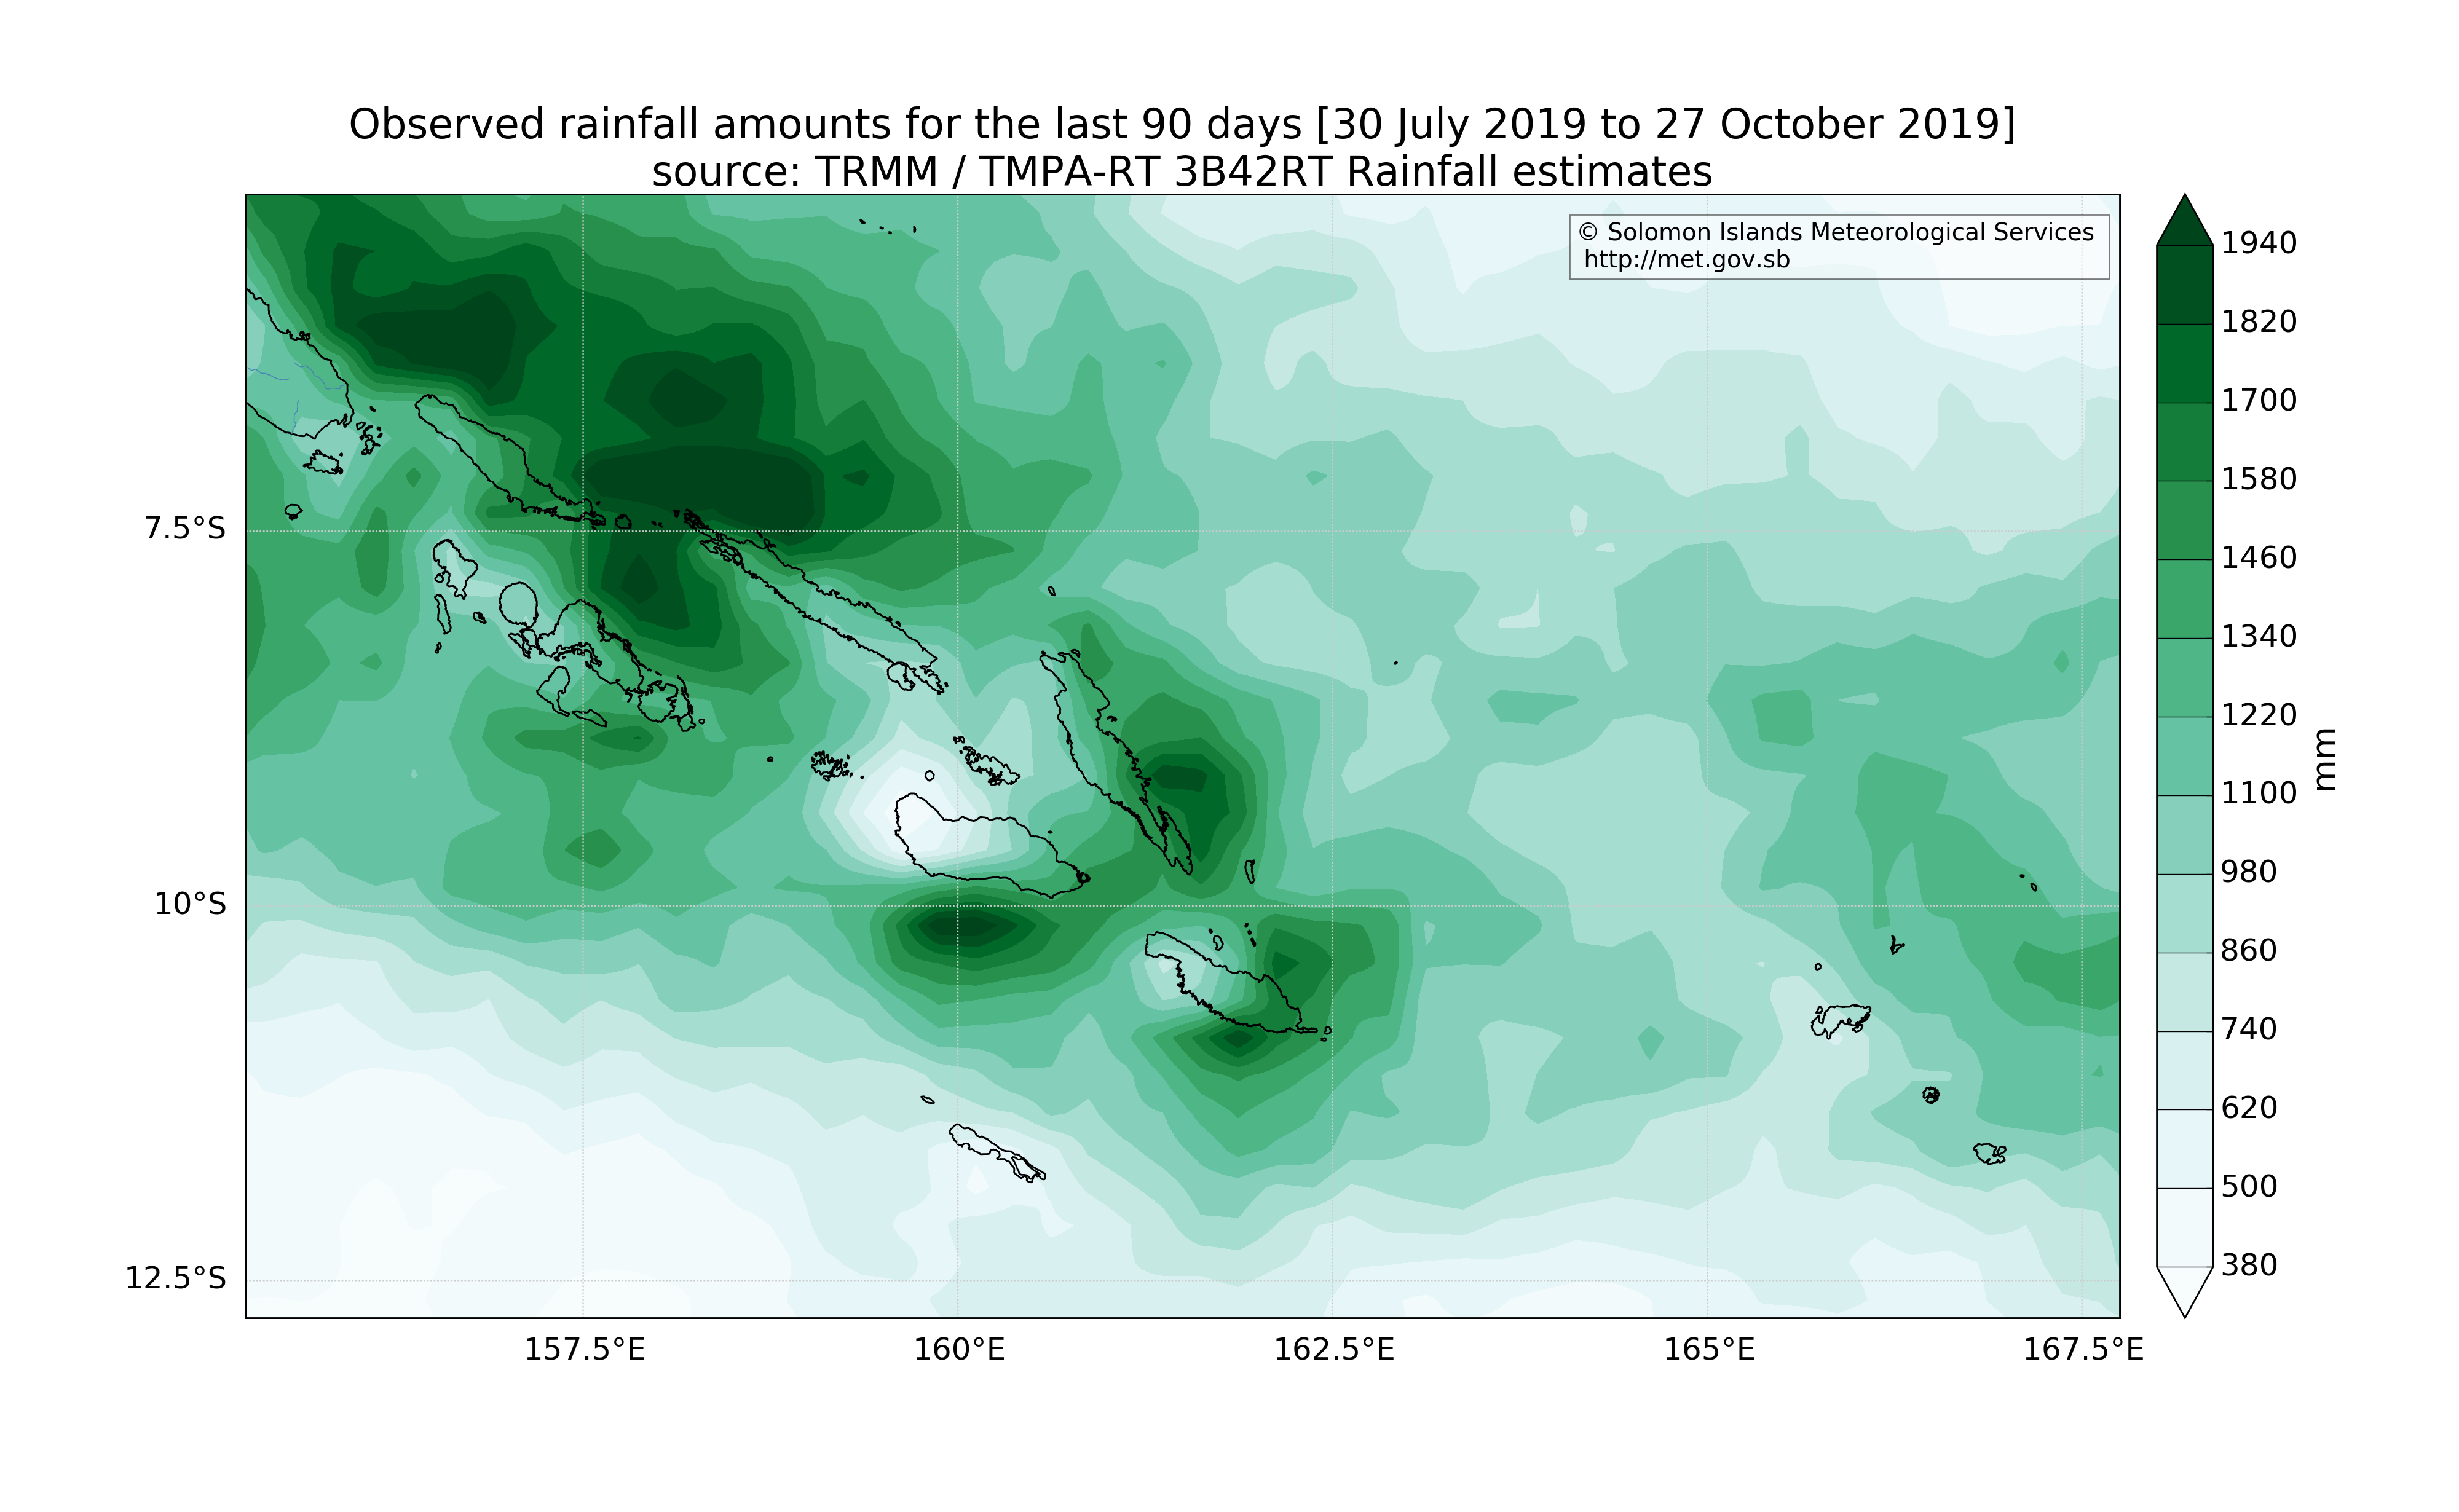 Observed rainfall amounts for the last 90 days [30 July 2019 to 27 October 2019]
source: TRMM / TMPA-RT 3B42RT Rainfall estimates
© Solomon Islands Meteorological Services
http://met.gov.sb
7.5°S
10°S
12.5°S
157.5°E
160°E
162.5°E
165°E
167.5°E
1940
1820
1700
1580
1460
1340
1220
1100
980
860
740
620
500
380
mm